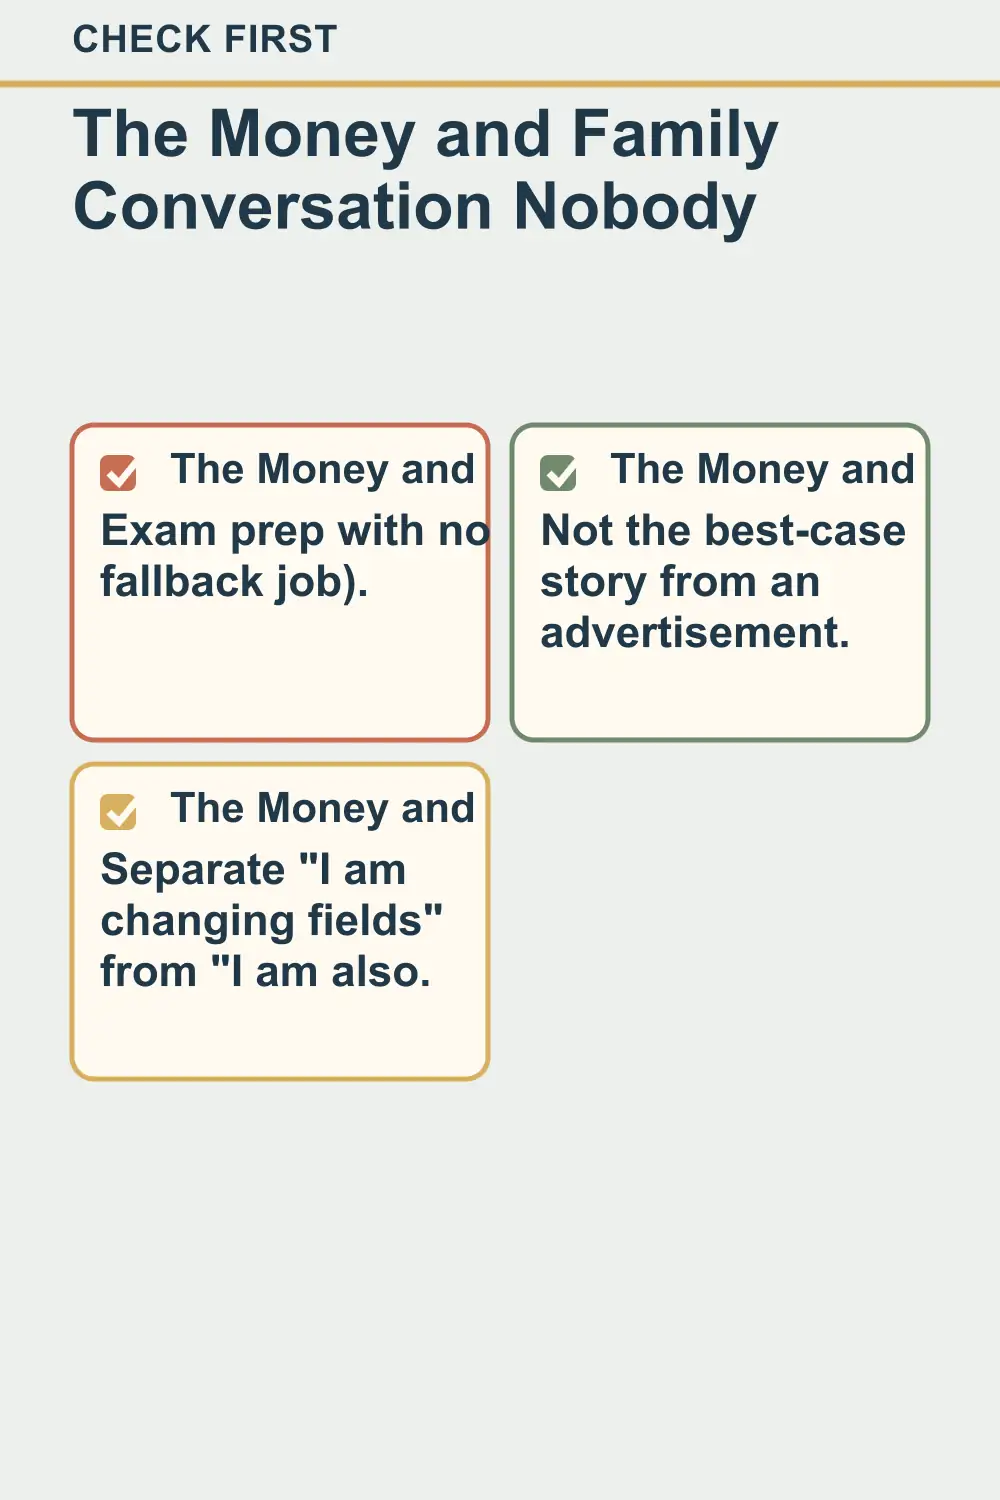 CHECK FIRST
The Money and Family
Conversation Nobody
The Money and
Exam prep with no
fallback job).
The Money and
Not the best-case
story from an
advertisement.
The Money and
Separate "I am
changing fields"
from "I am also.